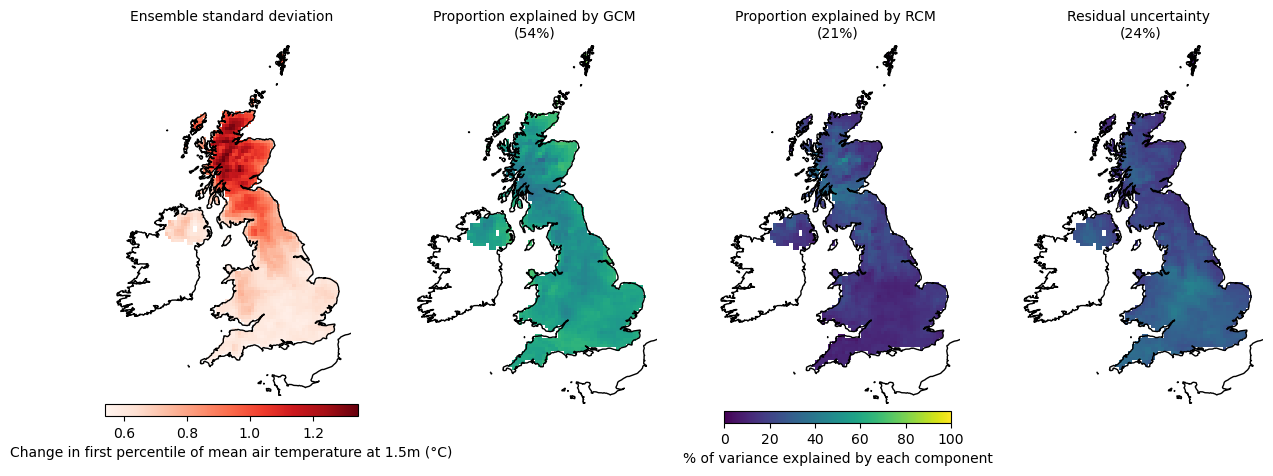 Ensemble standard deviation
Proportion explained by GCM
(54%)
Proportion explained by RCM
(21%)
Residual uncertainty
(24%)
0.6 0.8 1.0 1.2
Change in first percentile of mean air temperature at 1.5m (°C)
0 20 40 60 80 100
% of variance explained by each component